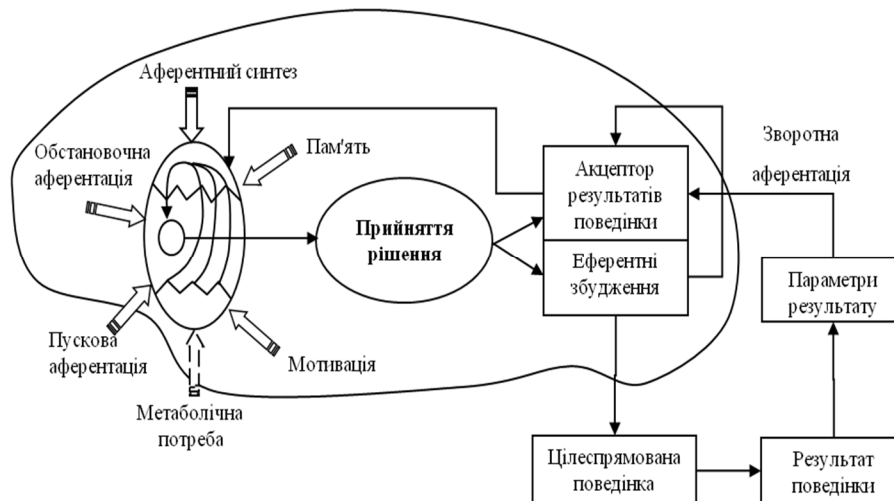 Аферентний синтез
Обстановочна
аферентація
Пам'ять
Пускова
аферентація
Мотивація
Метаболічна
потреба
Прийняття
рішення
Акцептор
результатів
поведінки
Еферентні
збудження
Зворотна
аферентація
Параметри
результату
Цілеспрямована
поведінка
Результат
поведінки